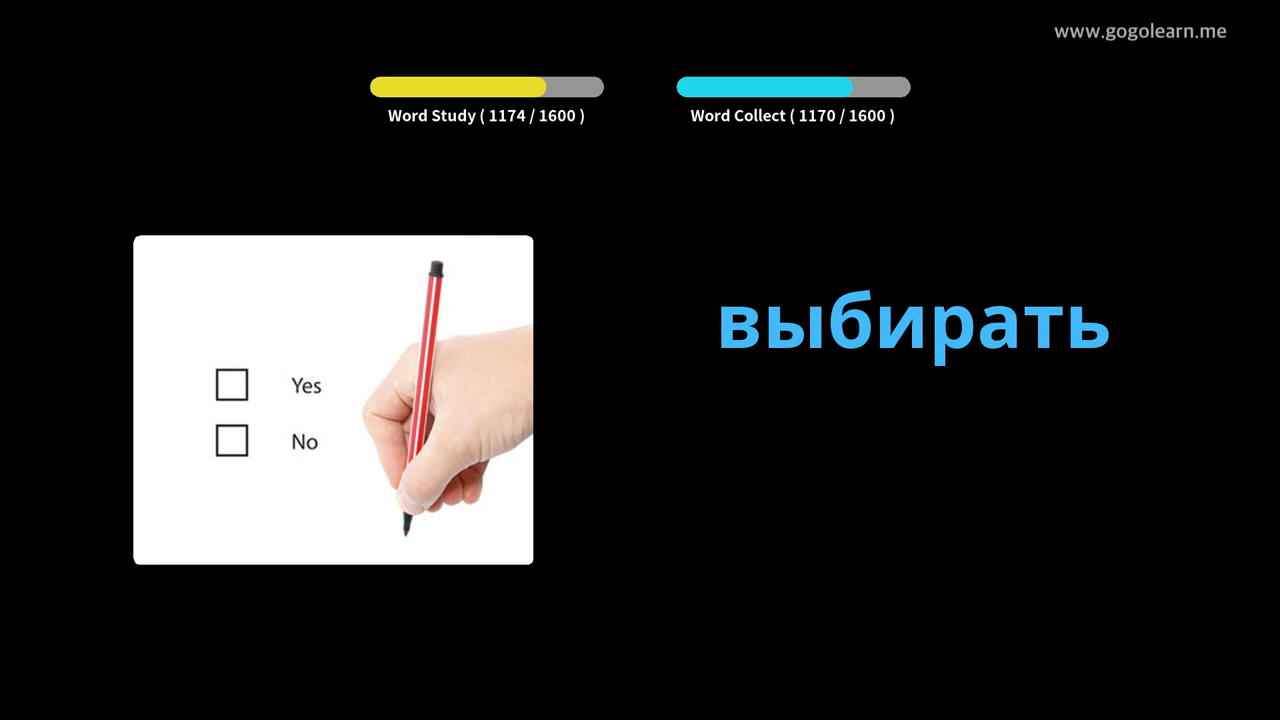 www.gogolearn.me
Word Study ( 1174 / 1600 )
Word Collect ( 1170 / 1600 )
Yes
No
выбирать